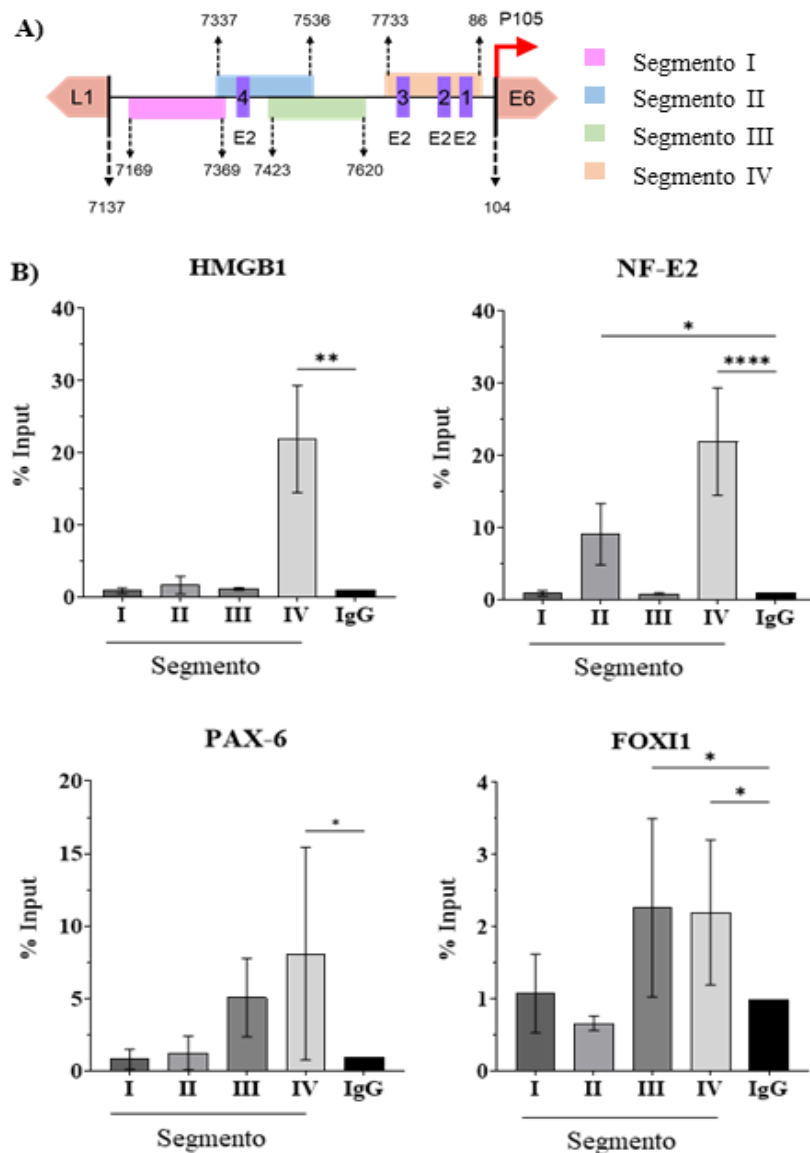 A)
7337 7536 7733 86 P105
L1 4 3 2 1 E6
E2 E2 E2 E2
7169 7369 7423 7620
7137 104
Segmento I
Segmento II
Segmento III
Segmento IV
B)
HMGB1
40
30
20
10
0
% Input
**
I II III IV IgG
Segmento
NF-E2
40
30
20
10
0
% Input
*
****
I II III IV IgG
Segmento
PAX-6
20
15
10
5
0
% Input
*
I II III IV IgG
Segmento
FOXI1
4
3
2
1
0
% Input
*
*
I II III IV IgG
Segmento